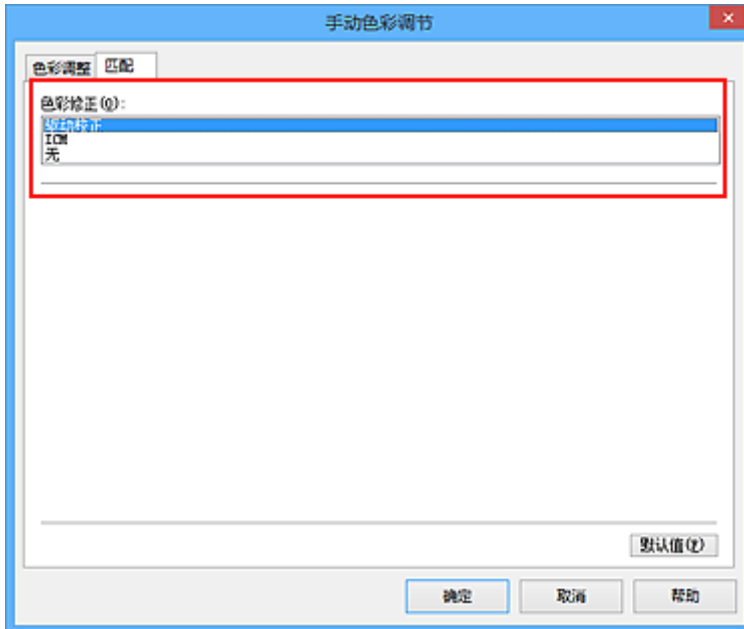 手动色彩调节
色彩调整 匹配
色彩修正(Q):
驱动校正
ICM
无
默认值(F)
确定 取消 帮助